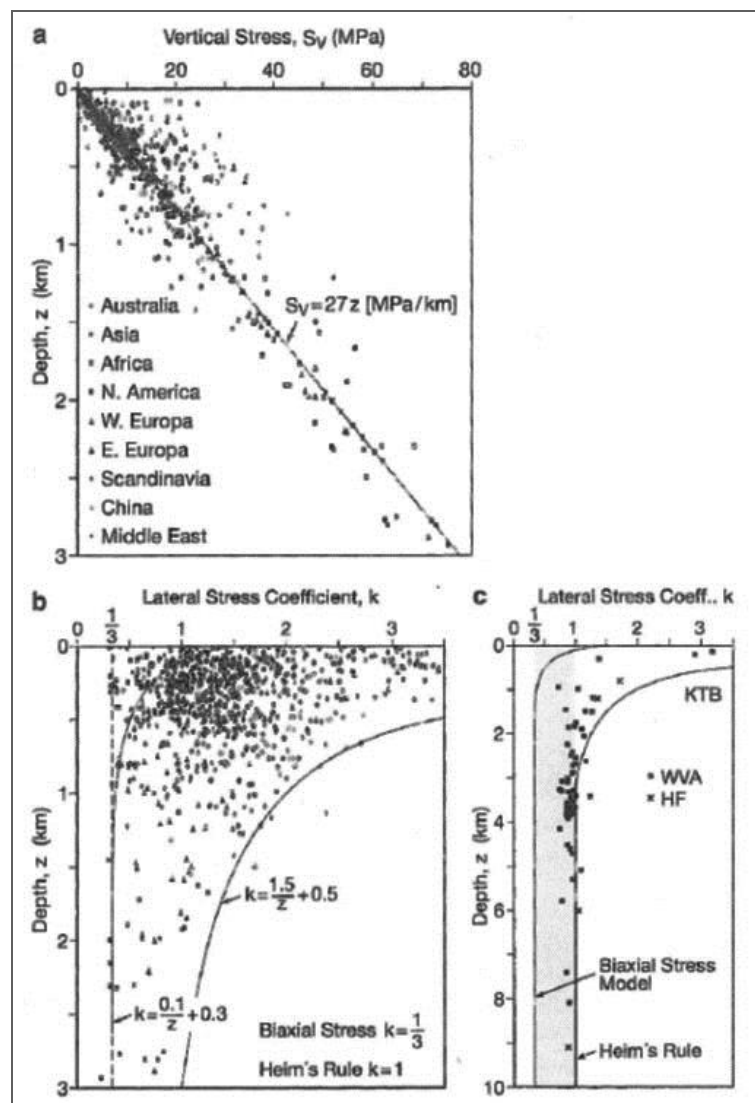 a
Vertical Stress, Sv (MPa)
0 20 40 60 80
0
1
2
3
Depth, z (km)
Sv=27z [MPa/km]
Australia
Asia
Africa
N. America
W. Europa
E. Europa
Scandinavia
China
Middle East
b
Lateral Stress Coefficient, k
0 1/3 1 2 3
0
1
2
3
Depth, z (km)
k=1,5/z+0.5
k=0.1/z+0.3
Biaxial Stress k=1/3
Heim's Rule k=1
c
Lateral Stress Coeff., k
0 1/3 1 2 3
0
2
4
6
8
10
Depth, z (km)
KTB
WVA
HF
Biaxial Stress
Model
Heim's Rule